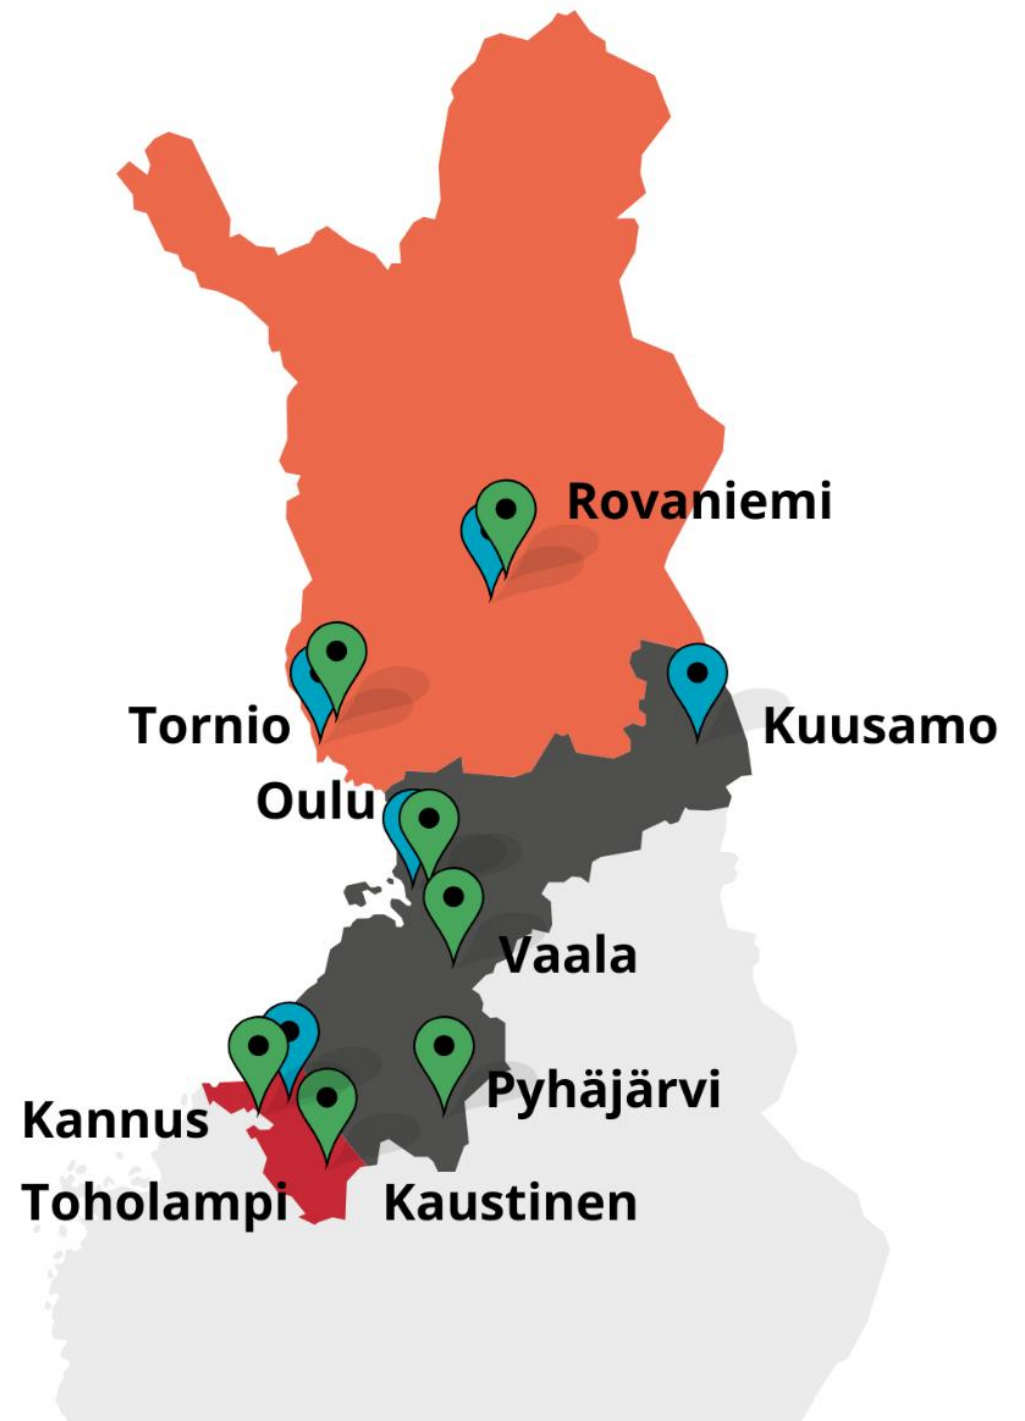 Rovaniemi
Tornio
Kuusamo
Oulu
Vaala
Pyhäjärvi
Kannus
Toholampi
Kaustinen